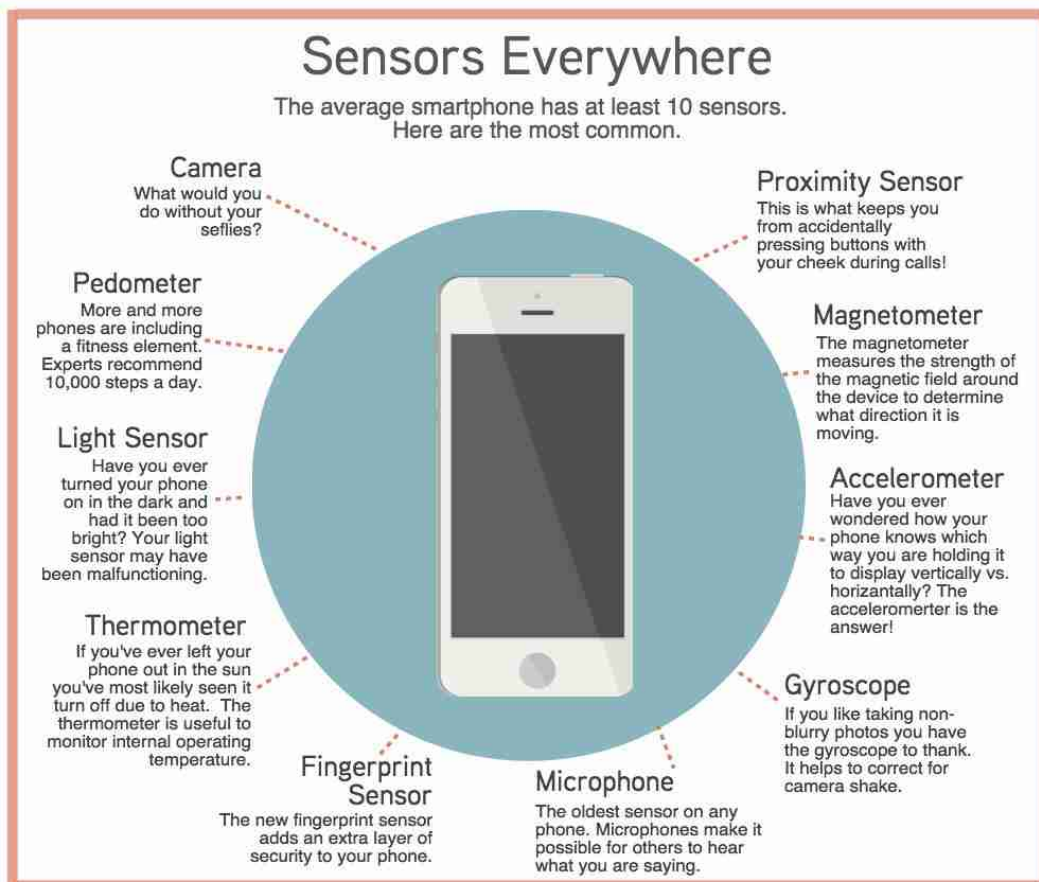 Sensors Everywhere
The average smartphone has at least 10 sensors.
Here are the most common.
Camera
What would you
do without your
seflies?
Proximity Sensor
This is what keeps you
from accidentally
pressing buttons with
your cheek during calls!
Pedometer
More and more
phones are including
a fitness element.
Experts recommend
10,000 steps a day.
Magnetometer
The magnetometer
measures the strength of
the magnetic field around
the device to determine
what direction it is
moving.
Light Sensor
Have you ever
turned your phone
on in the dark and
had it been too
bright? Your light
sensor may have
been malfunctioning.
Accelerometer
Have you ever
wondered how your
phone knows which
way you are holding it
to display vertically vs.
horizantally? The
acceleromerter is the
answer!
Thermometer
If you've ever left your
phone out in the sun
you've most likely seen it
turn off due to heat. The
thermometer is useful to
monitor internal operating
temperature.
Gyroscope
If you like taking non-
blurry photos you have
the gyroscope to thank.
It helps to correct for
camera shake.
Fingerprint
Sensor
The new fingerprint sensor
adds an extra layer of
security to your phone.
Microphone
The oldest sensor on any
phone. Microphones make it
possible for others to hear
what you are saying.